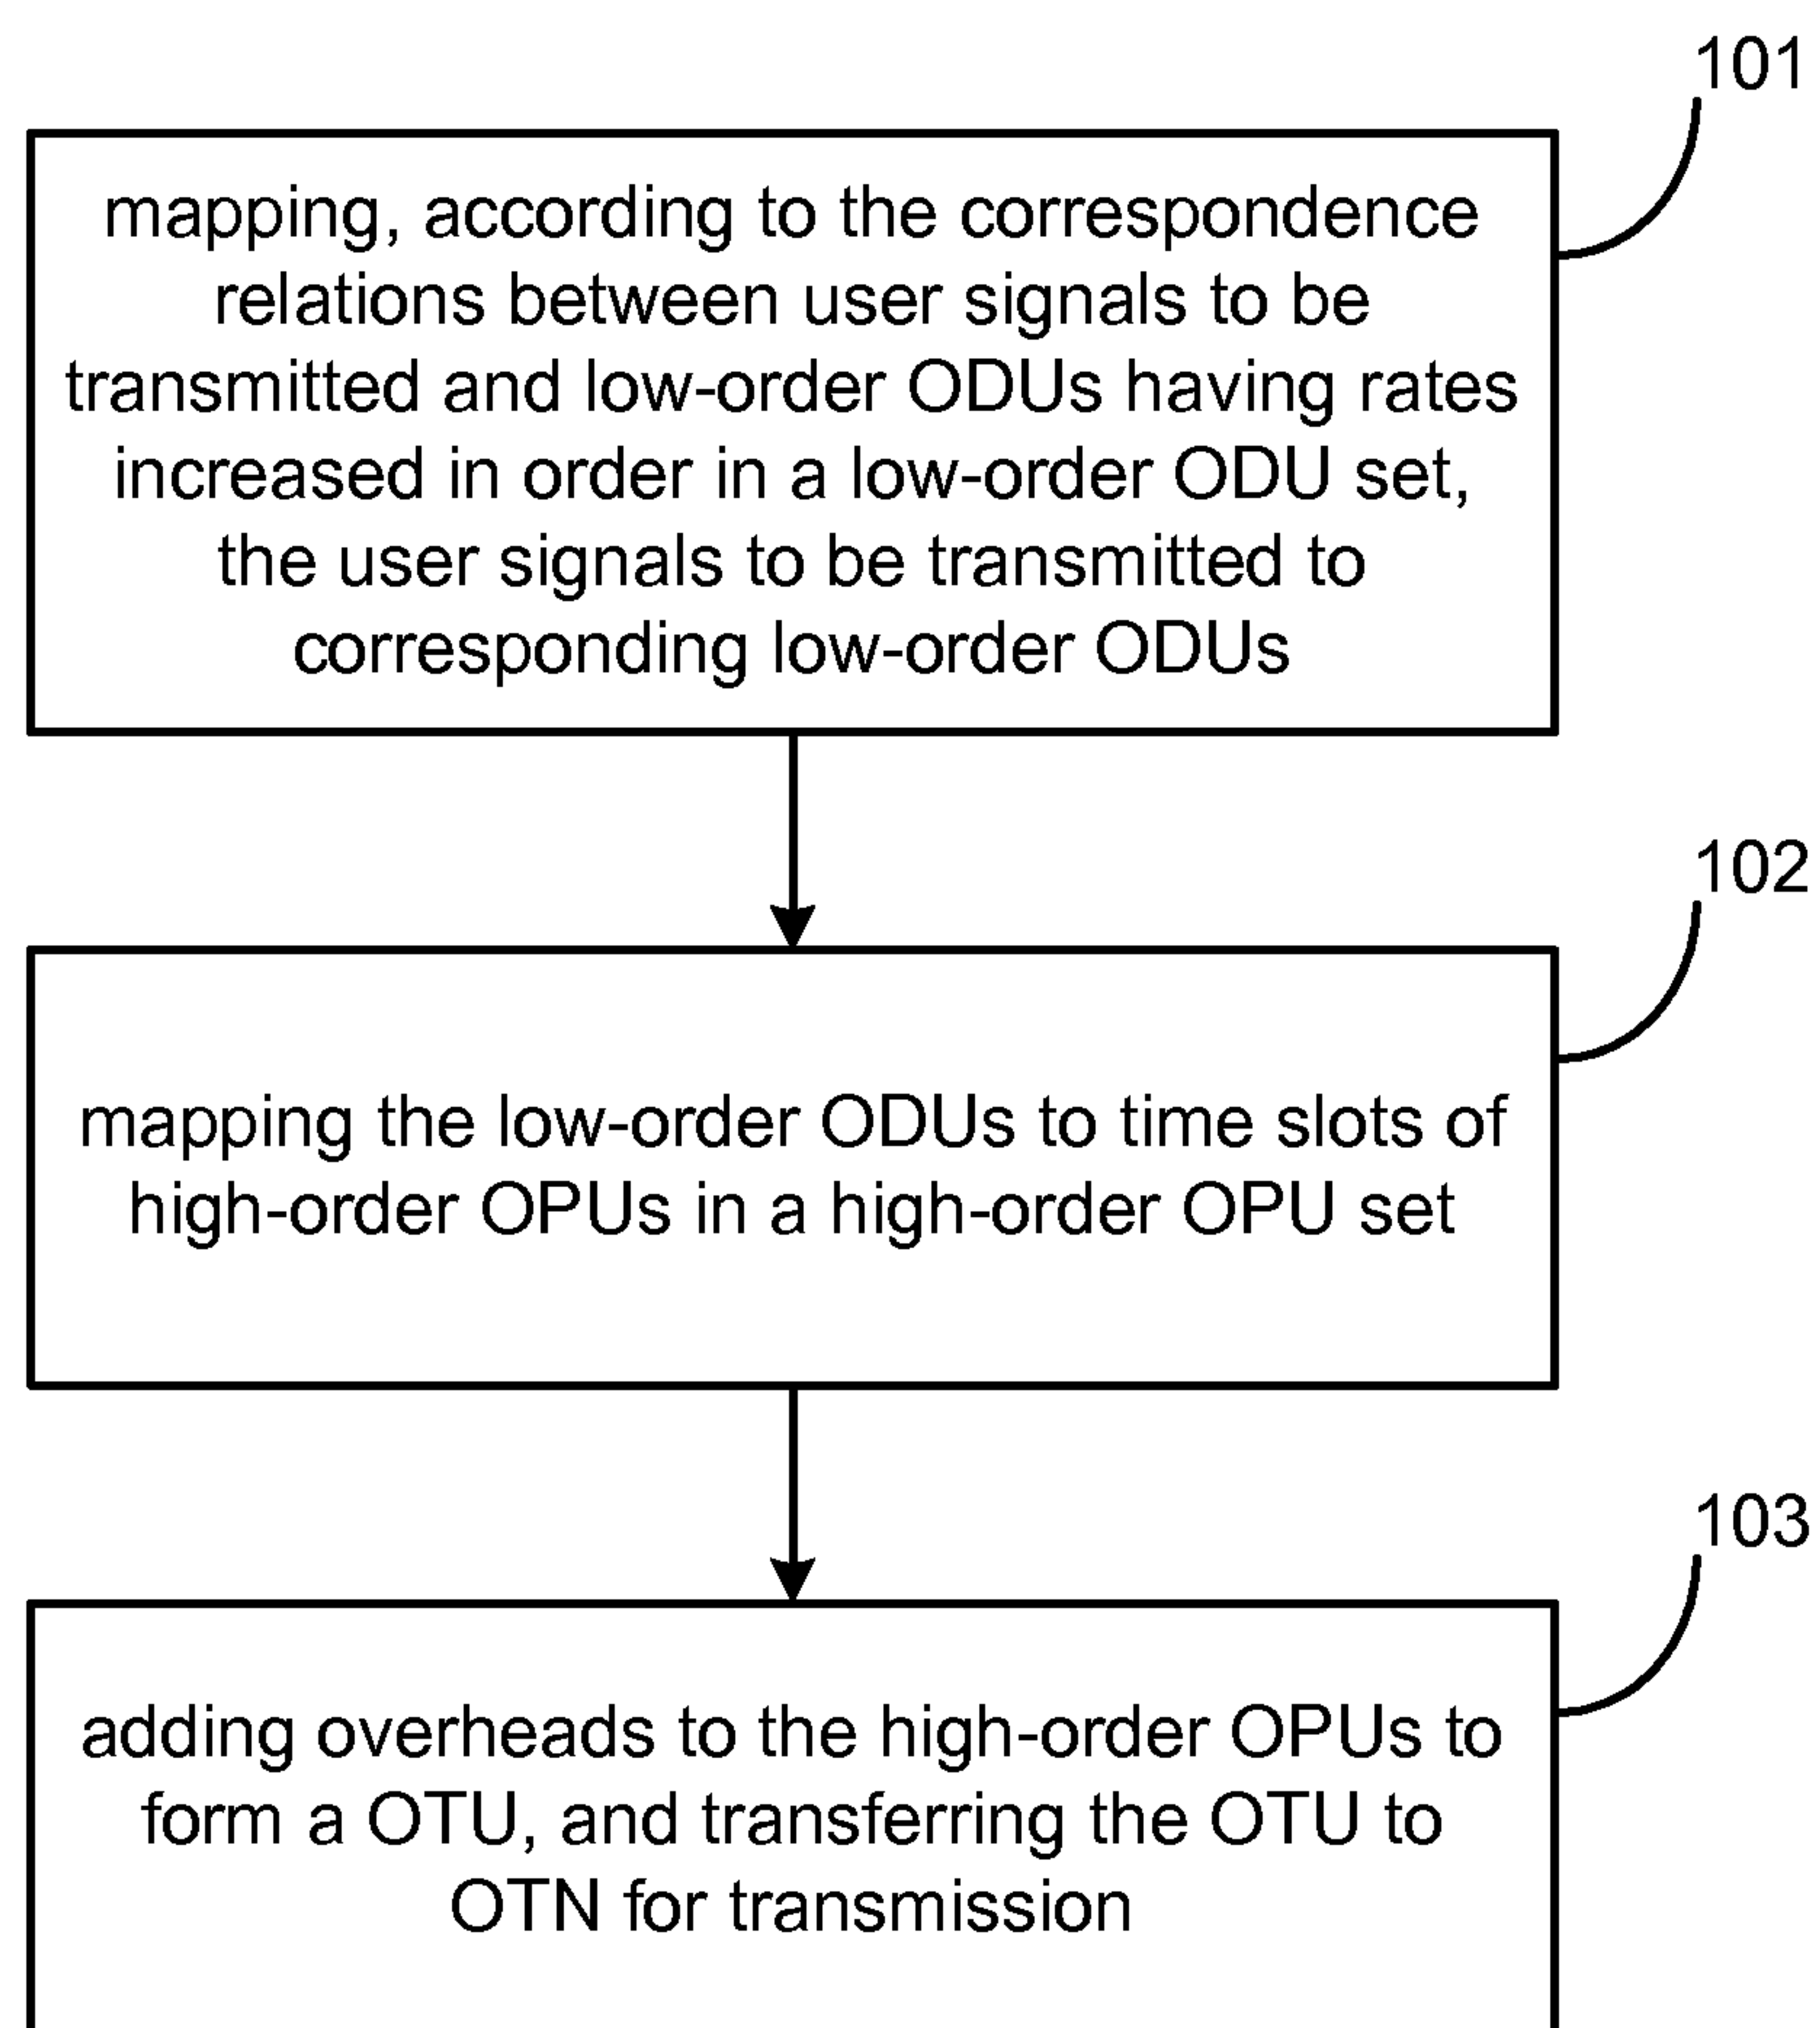 101
mapping, according to the correspondence
relations between user signals to be
transmitted and low-order ODUs having rates
increased in order in a low-order ODU set,
the user signals to be transmitted to
corresponding low-order ODUs
102
mapping the low-order ODUs to time slots of
high-order OPUs in a high-order OPU set
103
adding overheads to the high-order OPUs to
form a OTU, and transferring the OTU to
OTN for transmission